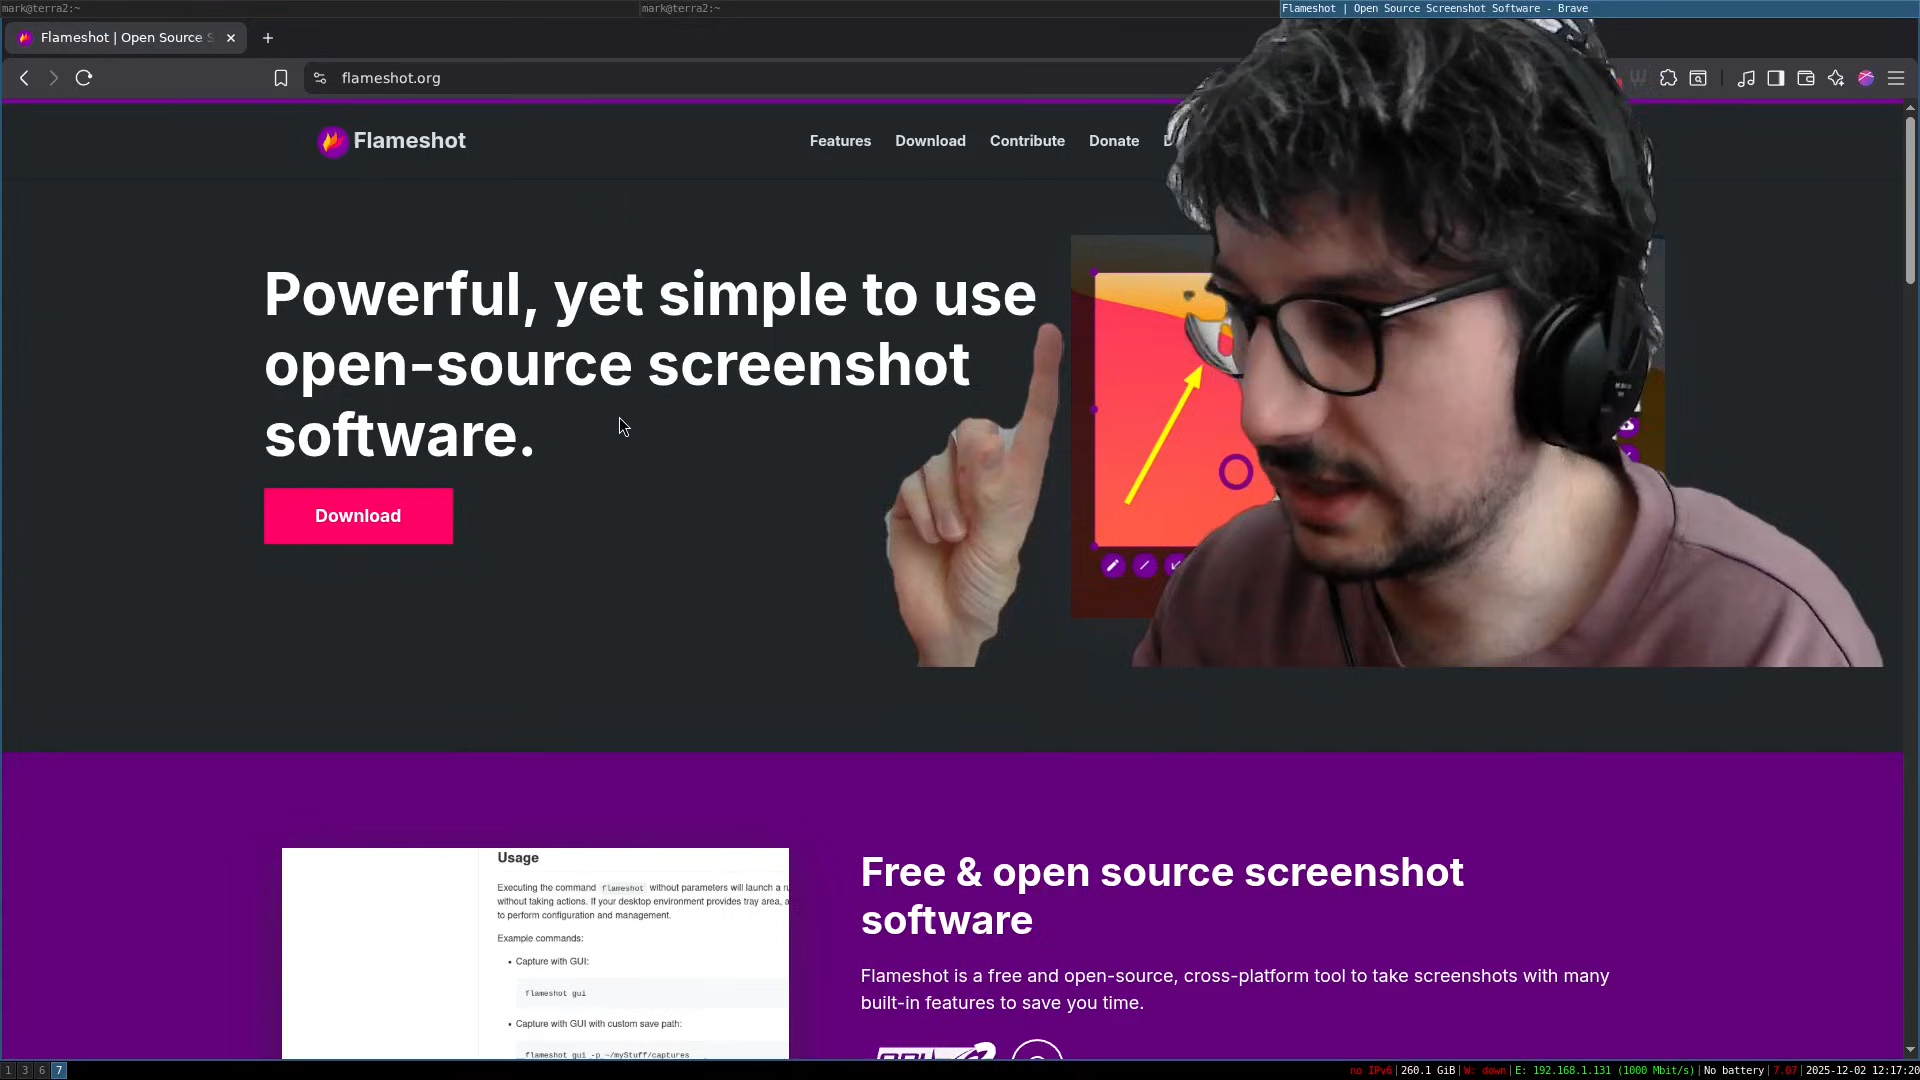 mark@terra2:~
mark@terra2:~
Flameshot | Open Source Screenshot Software - Brave
Flameshot | Open Source S
flameshot.org
Flameshot
Features
Download
Contribute
Donate
Powerful, yet simple to use
open-source screenshot
software.
Download
Usage
Executing the command flameshot without parameters will launch a
without taking actions. If your desktop environment provides tray area,
to perform configuration and management.
Example commands:
• Capture with GUI:
flameshot gui
• Capture with GUI with custom save path:
flameshot gui -p ~/myStuff/captures
Free & open source screenshot
software
Flameshot is a free and open-source, cross-platform tool to take screenshots with many
built-in features to save you time.
1 3 6 7
no IPv6|260.1 GiB|W: down|E: 192.168.1.131 (1000 Mbit/s)|No battery|7.07|2025-12-02 12:17:20